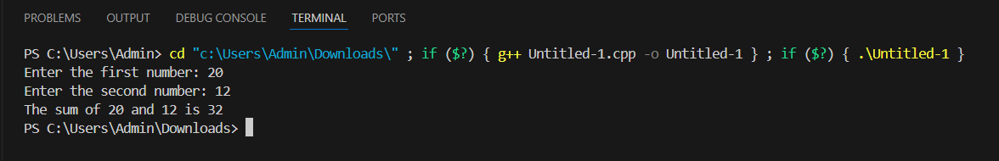 PROBLEMS OUTPUT DEBUG CONSOLE TERMINAL PORTS
PS C:\Users\Admin> cd "c:\Users\Admin\Downloads\" ; if ($?) { g++ Untitled-1.cpp -o Untitled-1 } ; if ($?) { .\Untitled-1 }
Enter the first number: 20
Enter the second number: 12
The sum of 20 and 12 is 32
PS C:\Users\Admin\Downloads>